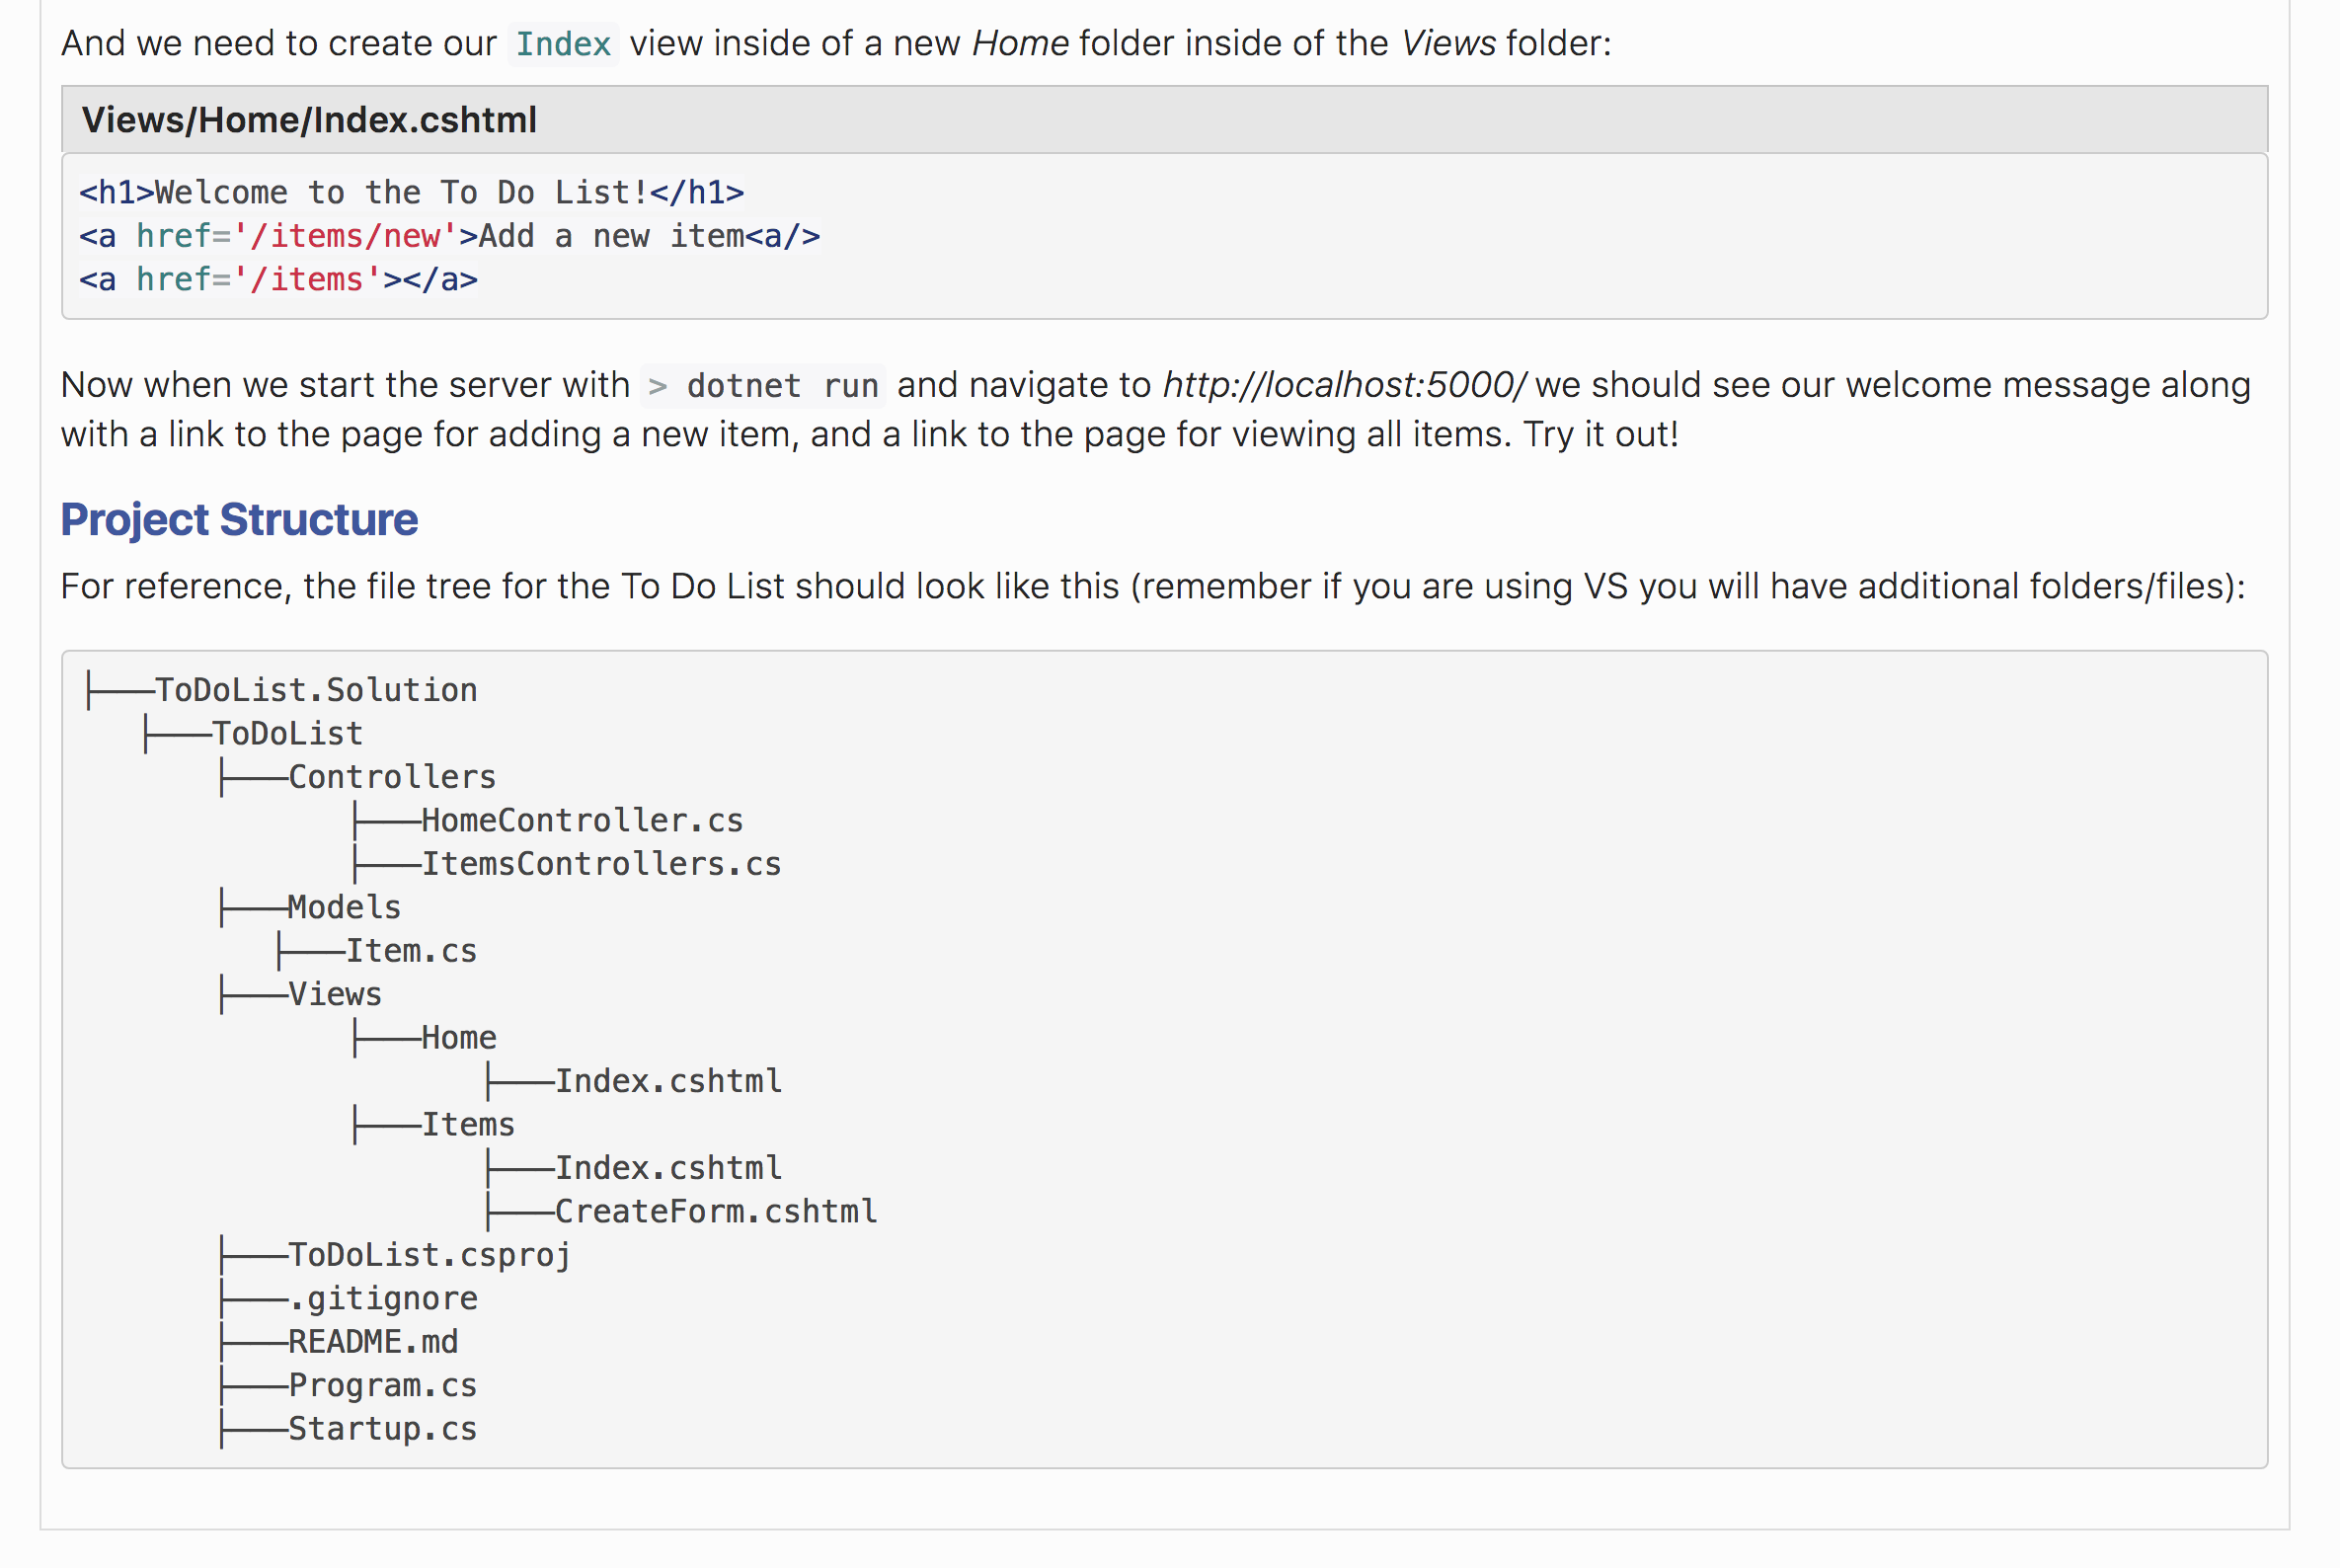 And we need to create our Index view inside of a new Home folder inside of the Views folder:
Views/Home/Index.cshtml
<h1>Welcome to the To Do List!</h1>
<a href='/items/new'>Add a new item<a/>
<a href='/items'></a>
Now when we start the server with > dotnet run and navigate to http://localhost:5000/ we should see our welcome message along
with a link to the page for adding a new item, and a link to the page for viewing all items. Try it out!
Project Structure
For reference, the file tree for the To Do List should look like this (remember if you are using VS you will have additional folders/files):
├───ToDoList.Solution
├───ToDoList
├───Controllers
├───HomeController.cs
├───ItemsControllers.cs
├───Models
├───Item.cs
├───Views
├───Home
├───Index.cshtml
├───Items
├───Index.cshtml
├───CreateForm.cshtml
├───ToDoList.csproj
├───.gitignore
├───README.md
├───Program.cs
├───Startup.cs